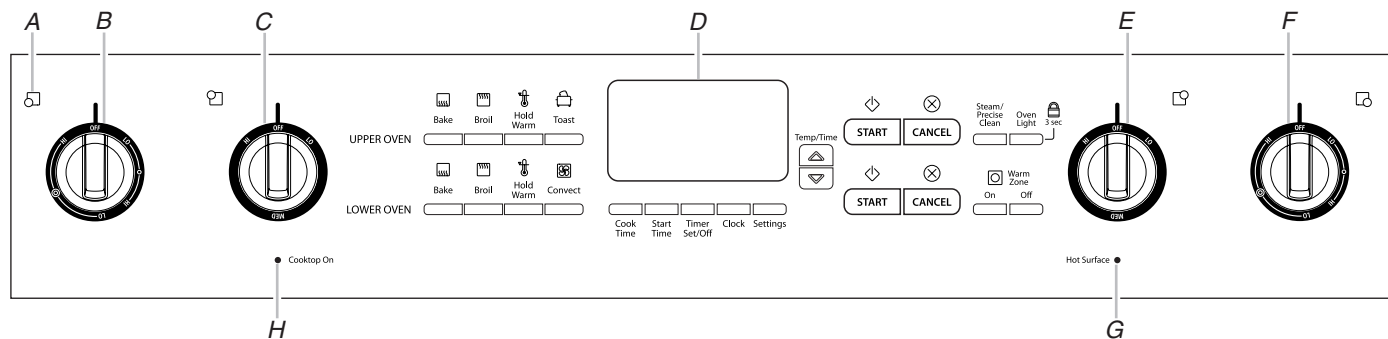 A B C D E F
Bake Broil Hold Warm Toast
UPPER OVEN
Bake Broil Hold Warm Convect
LOWER OVEN
Cook Time Start Time Timer Set/Off Clock Settings
Temp/Time
START CANCEL
START CANCEL
Steam/ Precise Clean Oven Light 3 sec
Warm Zone
On Off
OFF LO HI LO HI
OFF LO MED HI
OFF LO MED HI
OFF LO HI LO HI
Cooktop On
Hot Surface
H G